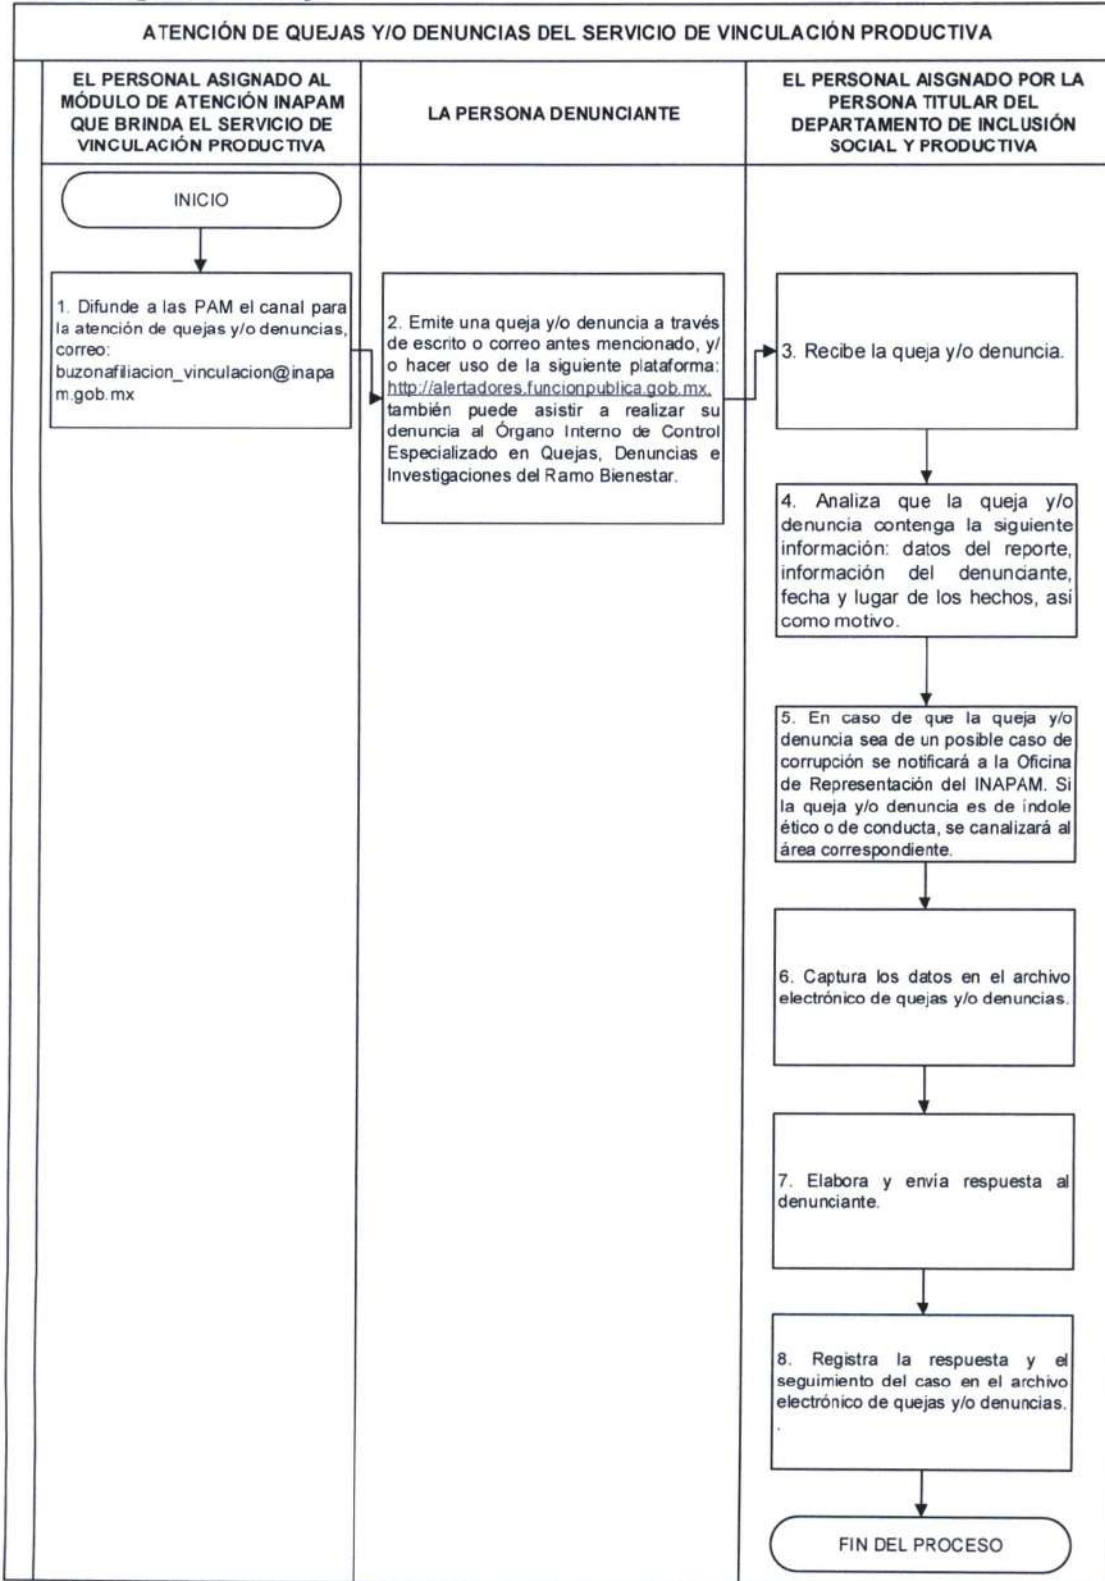 ATENCIÓN DE QUEJAS Y/O DENUNCIAS DEL SERVICIO DE VINCULACIÓN PRODUCTIVA
EL PERSONAL ASIGNADO AL
MÓDULO DE ATENCIÓN INAPAM
QUE BRINDA EL SERVICIO DE
VINCULACIÓN PRODUCTIVA
LA PERSONA DENUNCIANTE
EL PERSONAL AISGNADO POR LA
PERSONA TITULAR DEL
DEPARTAMENTO DE INCLUSIÓN
SOCIAL Y PRODUCTIVA
INICIO
1. Difunde a las PAM el canal para
la atención de quejas y/o denuncias,
correo:
buzonafiliacion_vinculacion@inapa
m.gob.mx
2. Emite una queja y/o denuncia a través
de escrito o correo antes mencionado, y/
o hacer uso de la siguiente plataforma:
http://alertadores.funcionpublica.gob.mx,
también puede asistir a realizar su
denuncia al Órgano Interno de Control
Especializado en Quejas, Denuncias e
Investigaciones del Ramo Bienestar.
3. Recibe la queja y/o denuncia.
4. Analiza que la queja y/o
denuncia contenga la siguiente
información: datos del reporte,
información del denunciante,
fecha y lugar de los hechos, así
como motivo.
5. En caso de que la queja y/o
denuncia sea de un posible caso de
corrupción se notificará a la Oficina
de Representación del INAPAM. Si
la queja y/o denuncia es de índole
ético o de conducta, se canalizará al
área correspondiente.
6. Captura los datos en el archivo
electrónico de quejas y/o denuncias.
7. Elabora y envía respuesta al
denunciante.
8. Registra la respuesta y el
seguimiento del caso en el archivo
electrónico de quejas y/o denuncias.
.
FIN DEL PROCESO